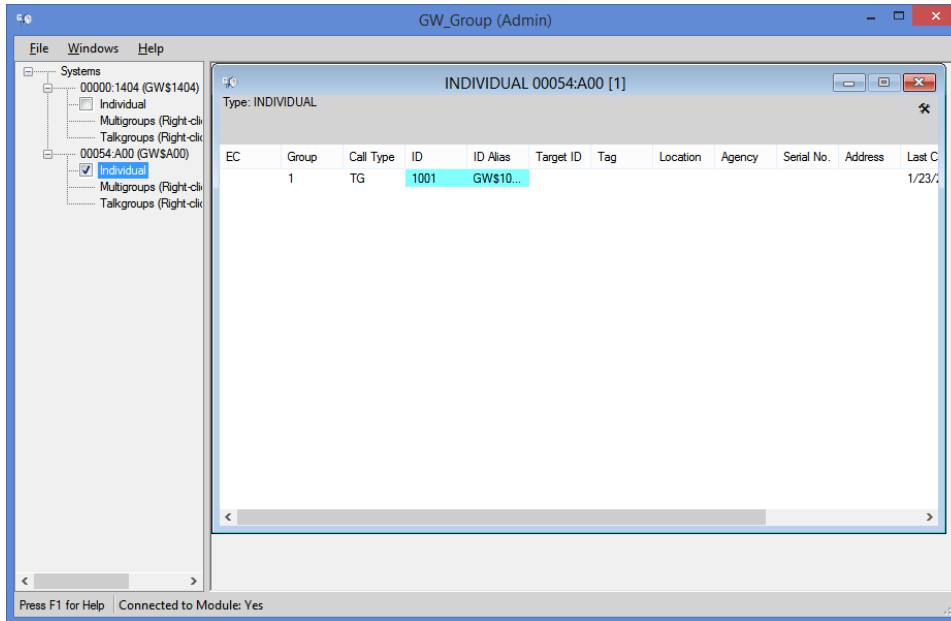 GW_Group (Admin)
File Windows Help
Systems
00000:1404 (GW$1404)
Individual
Multigroups (Right-cli
Talkgroups (Right-clic
00054:A00 (GW$A00)
Individual
Multigroups (Right-cli
Talkgroups (Right-clic
INDIVIDUAL 00054:A00 [1]
Type: INDIVIDUAL
EC Group Call Type ID ID Alias Target ID Tag Location Agency Serial No. Address Last C
1 TG 1001 GW$10... 1/23/2
Press F1 for Help Connected to Module: Yes